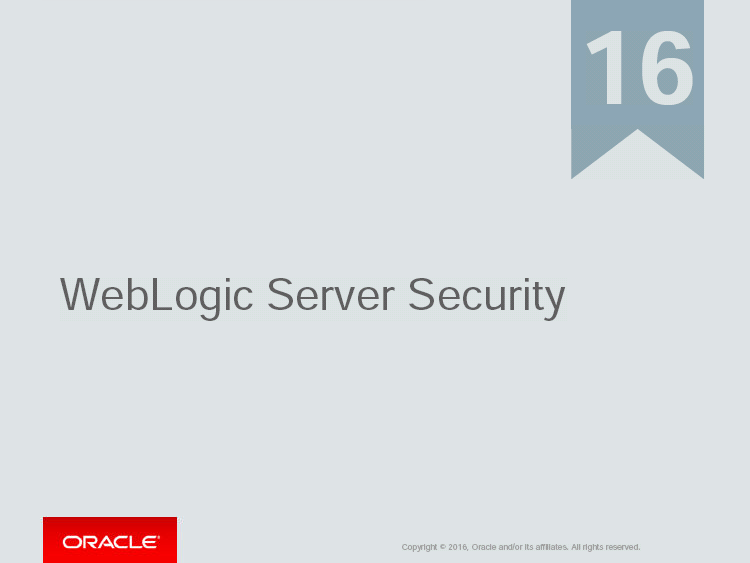 16
WebLogic Server Security
ORACLE®
Copyright © 2016, Oracle and/or its affiliates. All rights reserved.